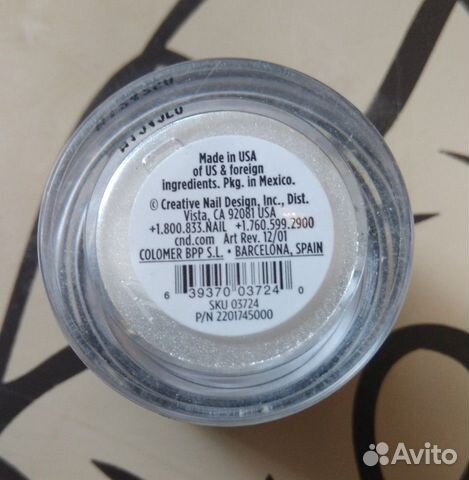 Made in USA
of US & foreign
ingredients. Pkg. in Mexico.
© Creative Nail Design, Inc., Dist.
Vista, CA 92081 USA
+1.800.833.NAIL +1.760.599.2900
cnd.com Art Rev. 12/01
COLOMER BPP S.L. • BARCELONA, SPAIN
6 39370 03724 0
SKU 03724
P/N 2201745000
Avito